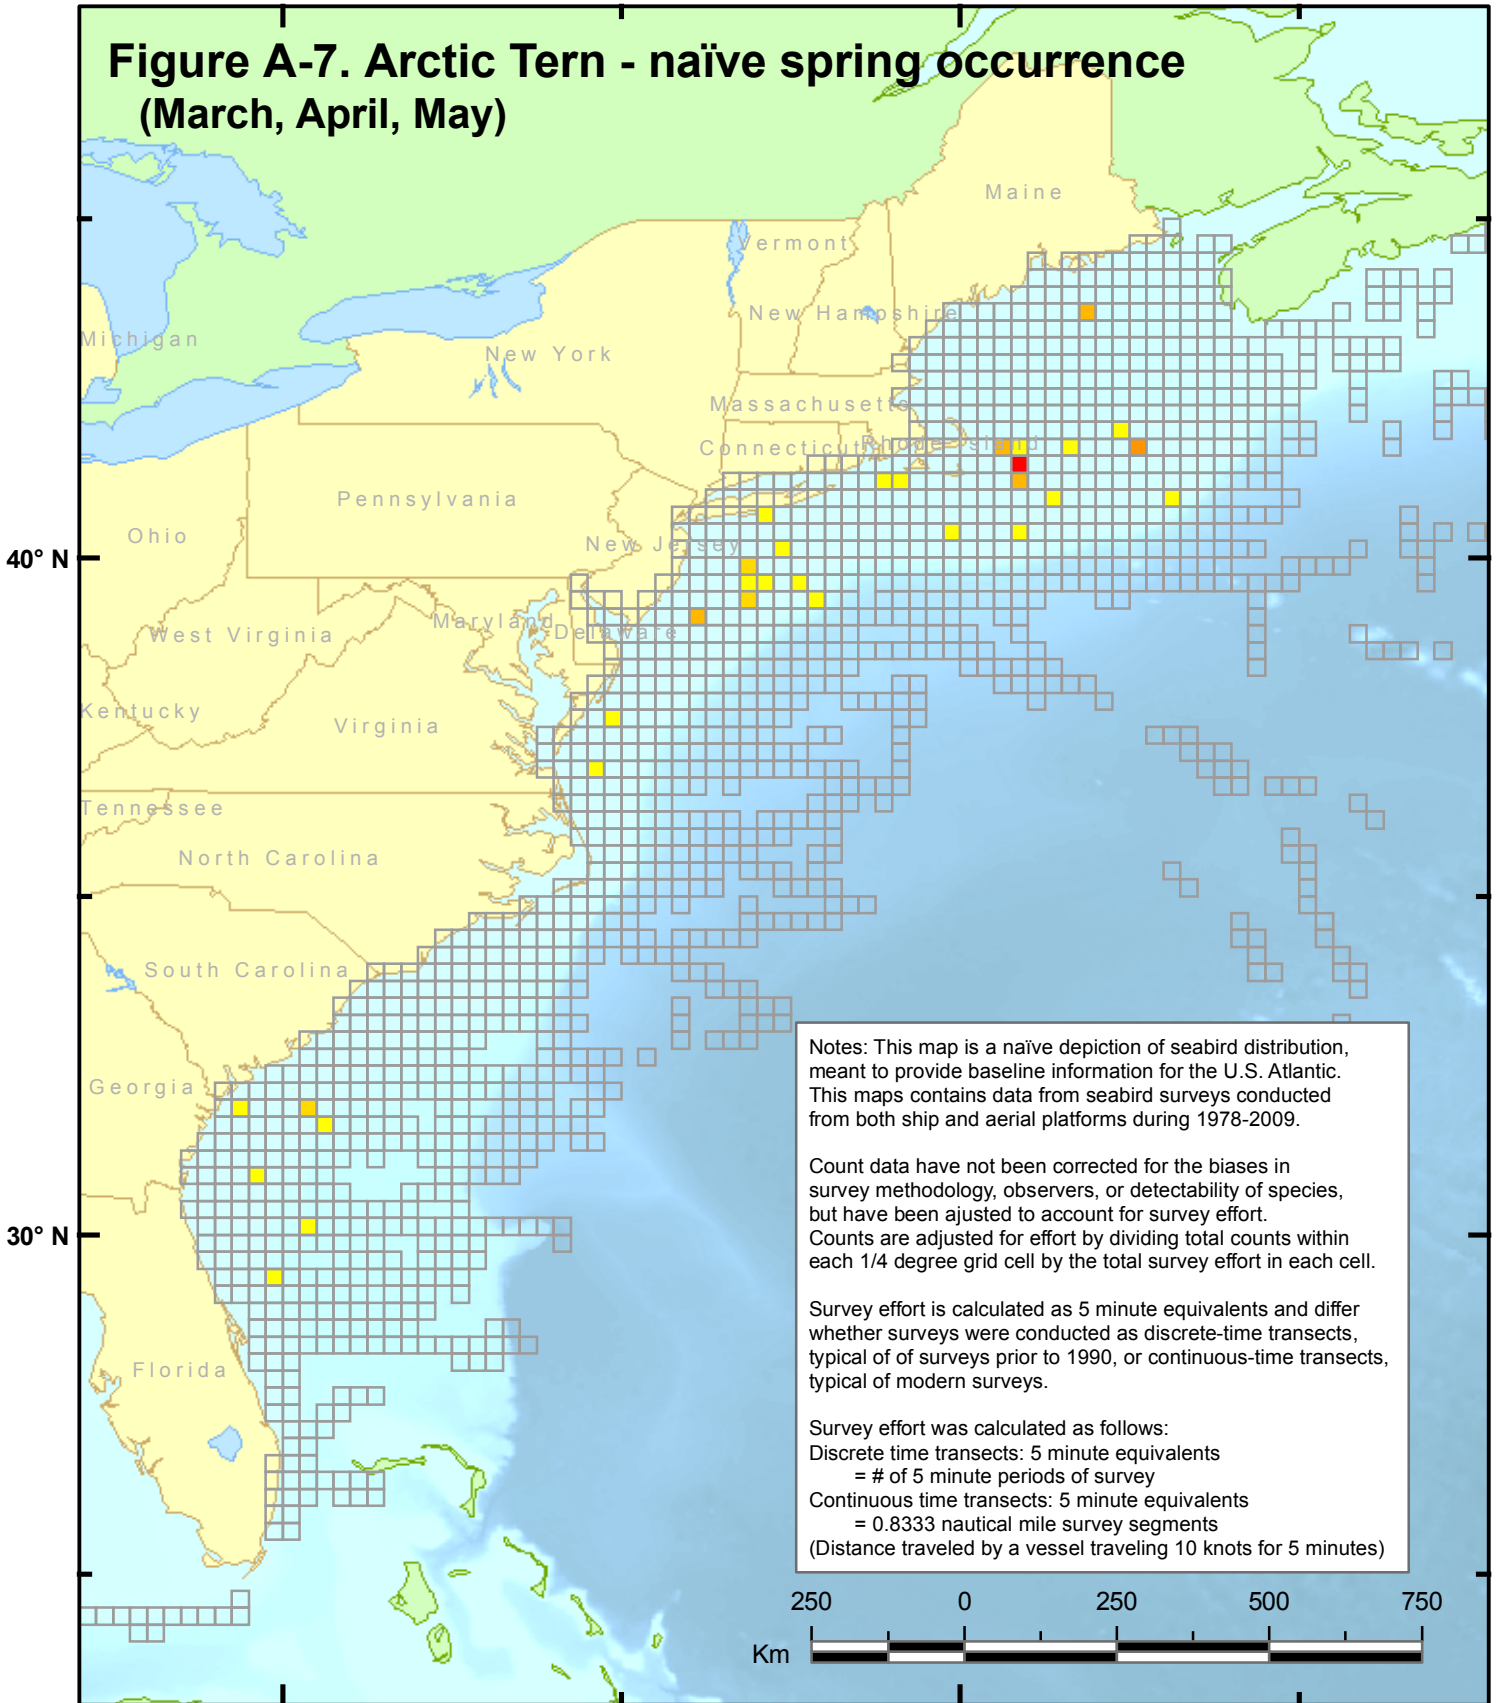 Figure A-7. Arctic Tern - naïve spring occurrence
(March, April, May)
Maine
Vermont
New Hampshire
Michigan
New York
Massachusetts
Connecticut
Rhode Island
Pennsylvania
Ohio
New Jersey
40° N
Maryland
Delaware
West Virginia
Kentucky
Virginia
Tennessee
North Carolina
South Carolina
Georgia
30° N
Florida
Notes: This map is a naïve depiction of seabird distribution,
meant to provide baseline information for the U.S. Atlantic.
This maps contains data from seabird surveys conducted
from both ship and aerial platforms during 1978-2009.
Count data have not been corrected for the biases in
survey methodology, observers, or detectability of species,
but have been ajusted to account for survey effort.
Counts are adjusted for effort by dividing total counts within
each 1/4 degree grid cell by the total survey effort in each cell.
Survey effort is calculated as 5 minute equivalents and differ
whether surveys were conducted as discrete-time transects,
typical of of surveys prior to 1990, or continuous-time transects,
typical of modern surveys.
Survey effort was calculated as follows:
Discrete time transects: 5 minute equivalents
= # of 5 minute periods of survey
Continuous time transects: 5 minute equivalents
= 0.8333 nautical mile survey segments
(Distance traveled by a vessel traveling 10 knots for 5 minutes)
250 0 250 500 750
Km